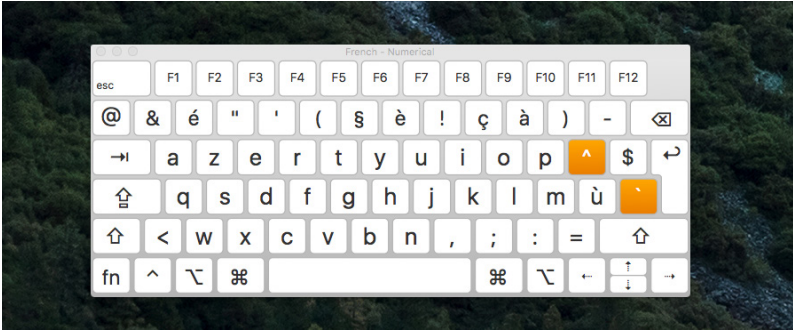 French - Numerical
esc F1 F2 F3 F4 F5 F6 F7 F8 F9 F10 F11 F12
@ & é " ' ( § è ! ç à ) - ⌫
⇥ a z e r t y u i o p ^ $ ↩
⇪ q s d f g h j k l m ù `
⇧ < w x c v b n , ; : = ⇧
fn ^ ⌥ ⌘ ⌘ ⌥ ⇠ ⇡ ⇣ ⇢